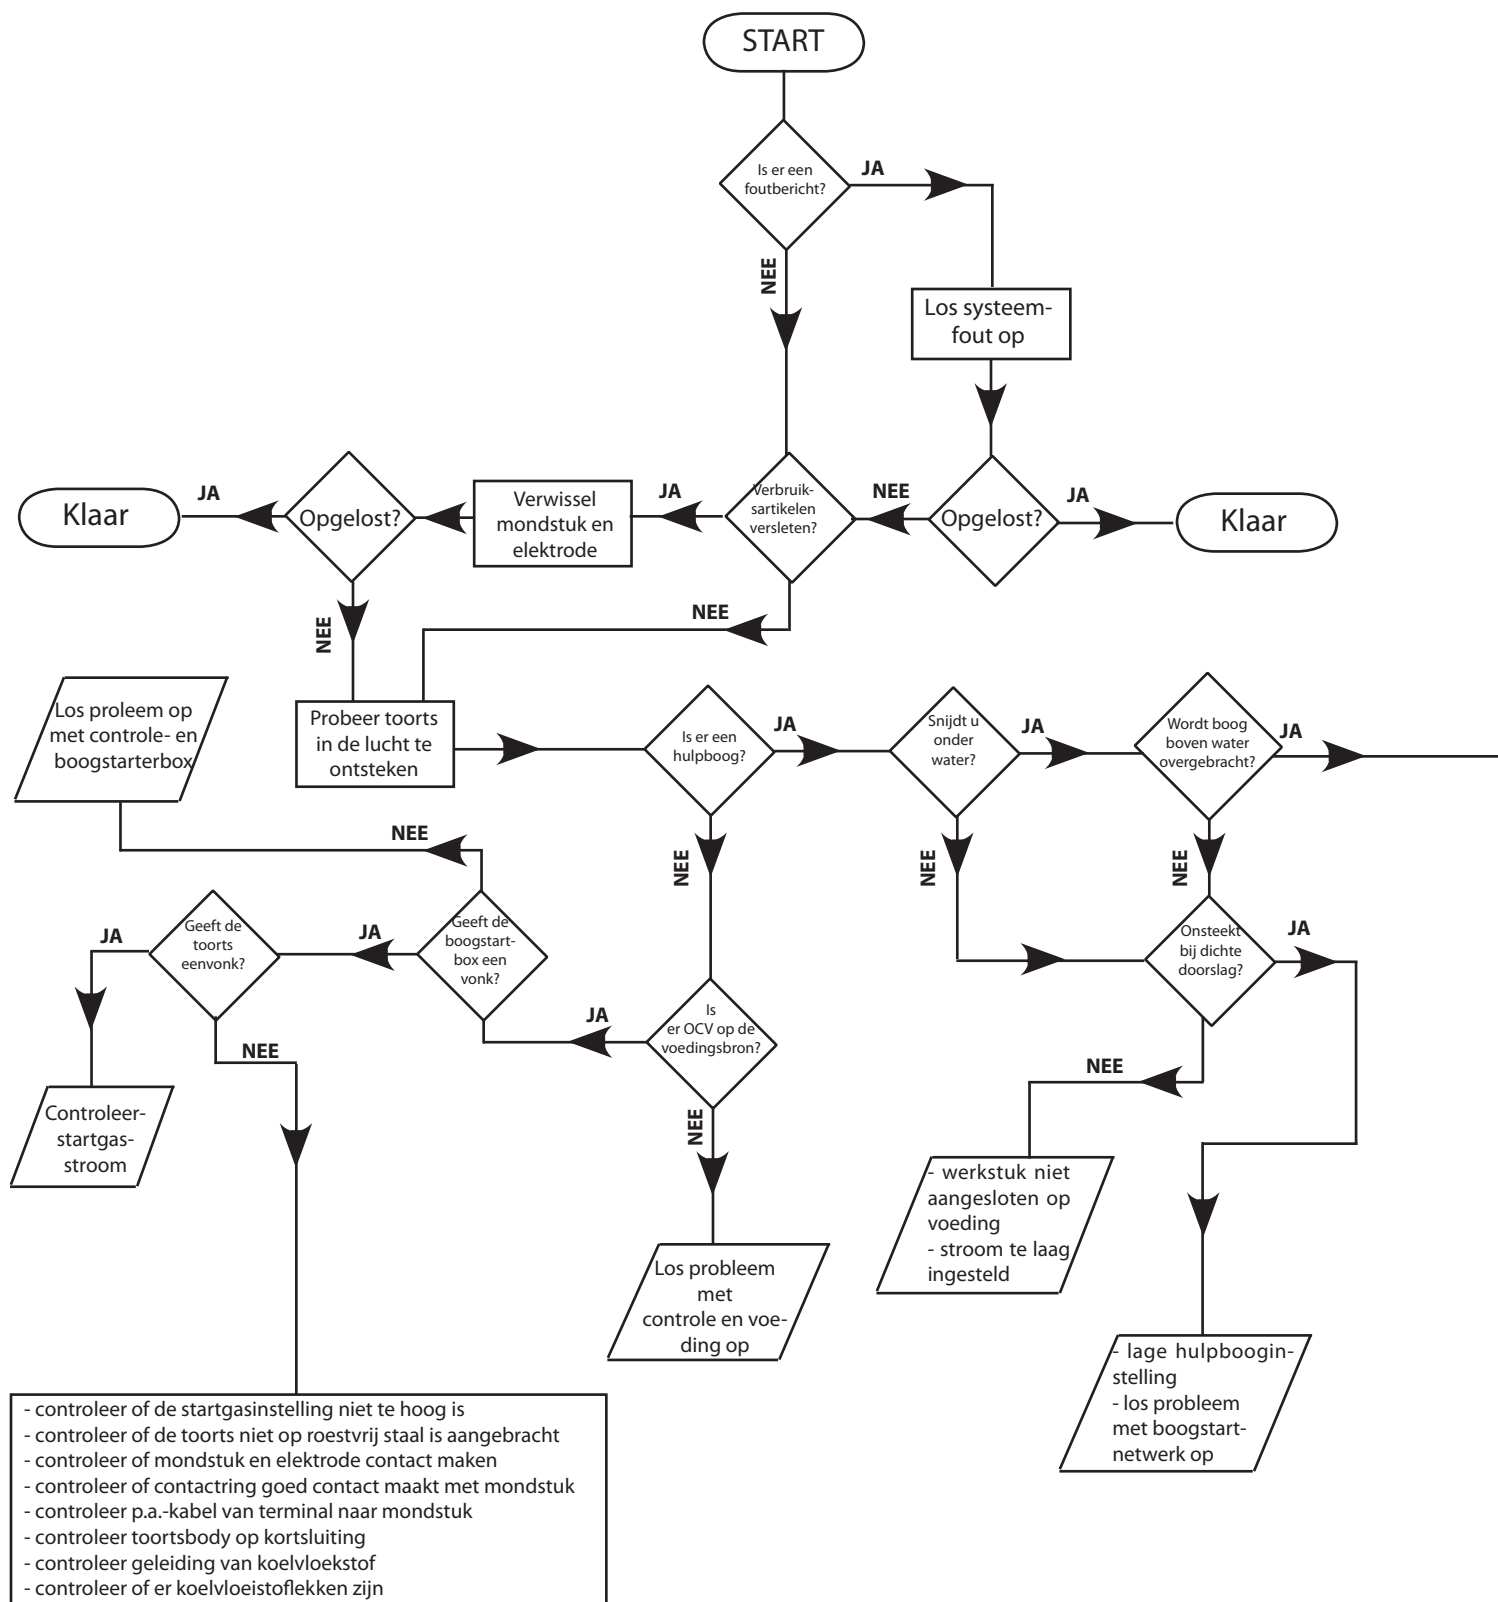 START
Is er een
foutbericht?
JA
NEE
Los systeem-
fout op
Klaar
JA
Opgelost?
Verwissel
mondstuk en
elektrode
JA
Verbruik-
sartikelen
versleten?
NEE
Opgelost?
JA
Klaar
NEE
NEE
Los proleem op
met controle- en
boogstarterbox
Probeer toorts
in de lucht te
ontsteken
Is er een
hulpboog?
JA
Snijdt u
onder
water?
JA
Wordt boog
boven water
overgebracht?
JA
NEE
NEE
NEE
NEE
Geeft de
toorts
eenvonk?
JA
JA
Geeft de
boogstart-
box een
vonk?
Onsteekt
bij dichte
doorslag?
JA
NEE
JA
Is
er OCV op de
voedingsbron?
NEE
NEE
Controleer-
startgas-
stroom
- werkstuk niet
aangesloten op
voeding
- stroom te laag
ingesteld
Los probleem
met
controle en voe-
ding op
- lage hulpboogin-
stelling
- los probleem
met boogstart-
netwerk op
- controleer of de startgasinstelling niet te hoog is
- controleer of de toorts niet op roestvrij staal is aangebracht
- controleer of mondstuk en elektrode contact maken
- controleer of contactring goed contact maakt met mondstuk
- controleer p.a.-kabel van terminal naar mondstuk
- controleer toortsbody op kortsluiting
- controleer geleiding van koelvloekstof
- controleer of er koelvloeistoflekken zijn